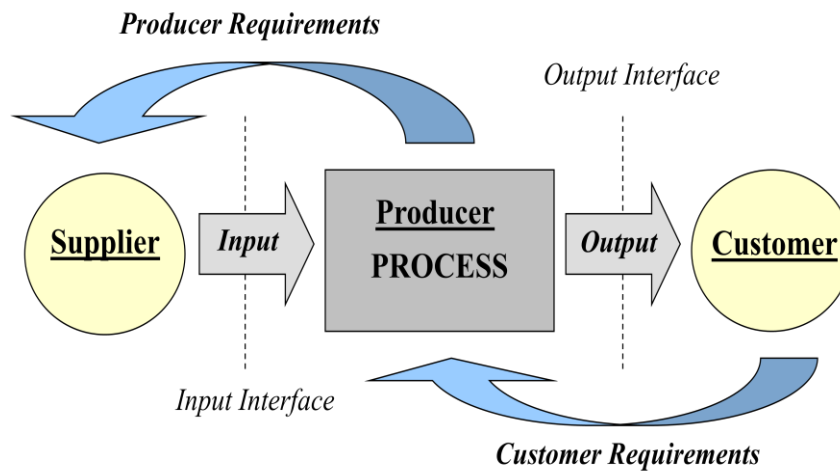 Producer Requirements
Output Interface
Supplier
Input
Producer
PROCESS
Output
Customer
Input Interface
Customer Requirements